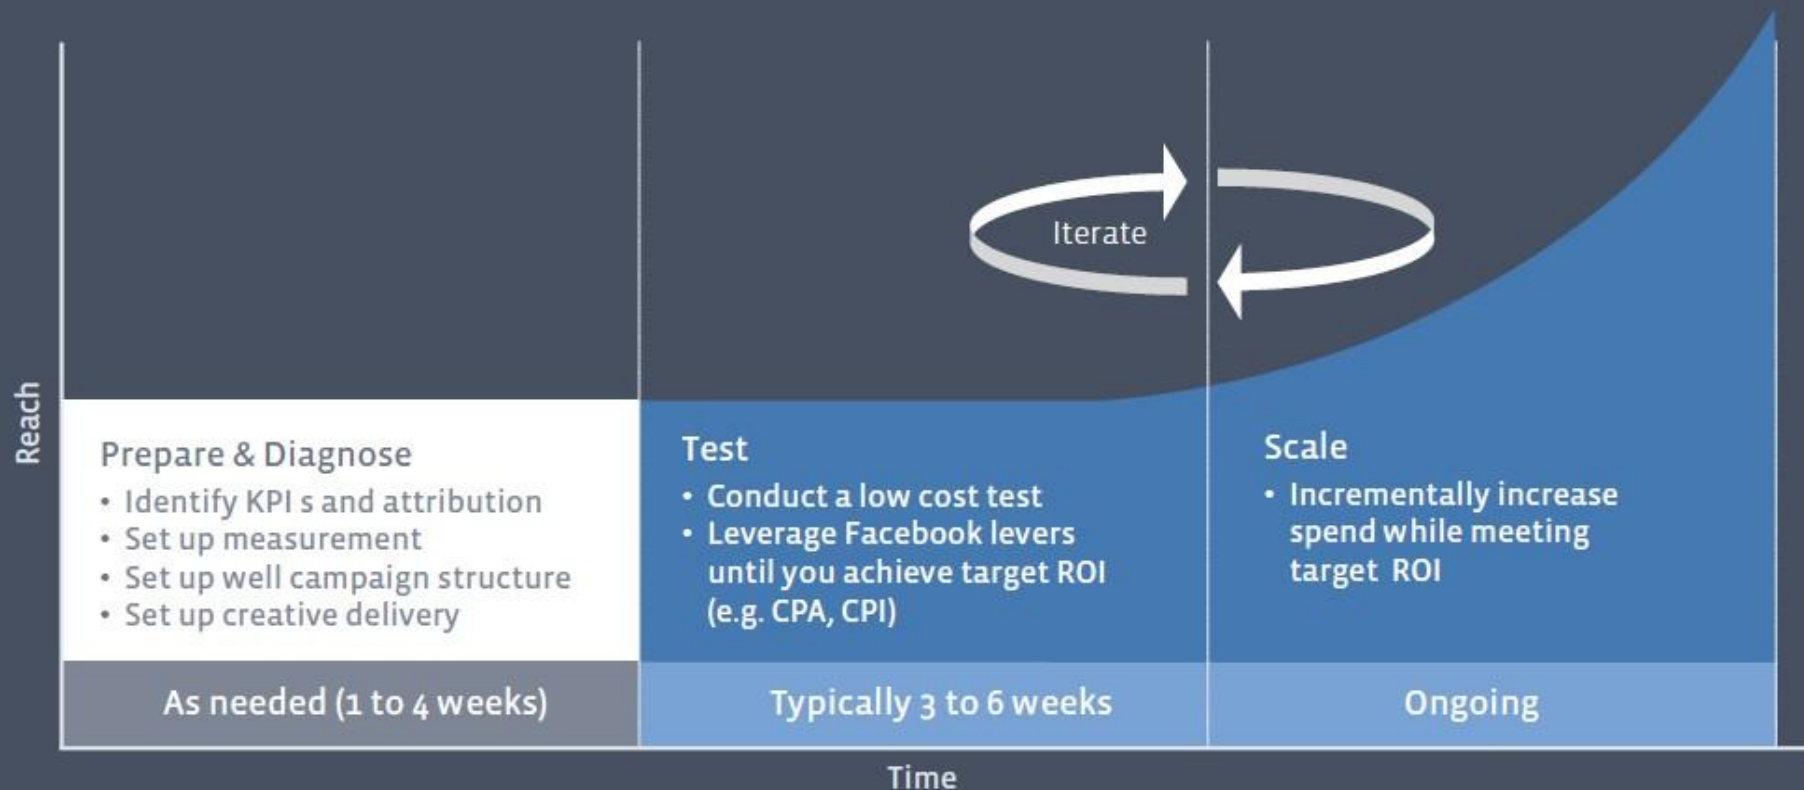 Reach
Iterate
Prepare & Diagnose
• Identify KPI s and attribution
• Set up measurement
• Set up well campaign structure
• Set up creative delivery
As needed (1 to 4 weeks)
Test
• Conduct a low cost test
• Leverage Facebook levers
until you achieve target ROI
(e.g. CPA, CPI)
Typically 3 to 6 weeks
Scale
• Incrementally increase
spend while meeting
target ROI
Ongoing
Time